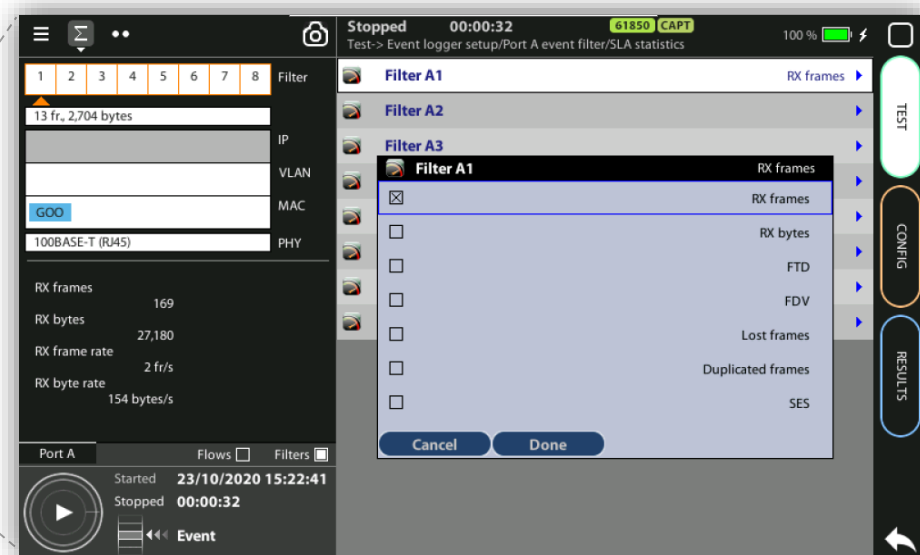 Stopped 00:00:32 61850 CAPT
Test-> Event logger setup/Port A event filter/SLA statistics
100 %
1 2 3 4 5 6 7 8 Filter
13 fr., 2,704 bytes
IP
VLAN
GOO MAC
100BASE-T (RJ45) PHY
RX frames
169
RX bytes
27,180
RX frame rate
2 fr/s
RX byte rate
154 bytes/s
Port A Flows Filters
Started 23/10/2020 15:22:41
Stopped 00:00:32
Event
Filter A1 RX frames
Filter A2
Filter A3
Filter A1 RX frames
RX frames
RX bytes
FTD
FDV
Lost frames
Duplicated frames
SES
Cancel Done
TEST
CONFIG
RESULTS